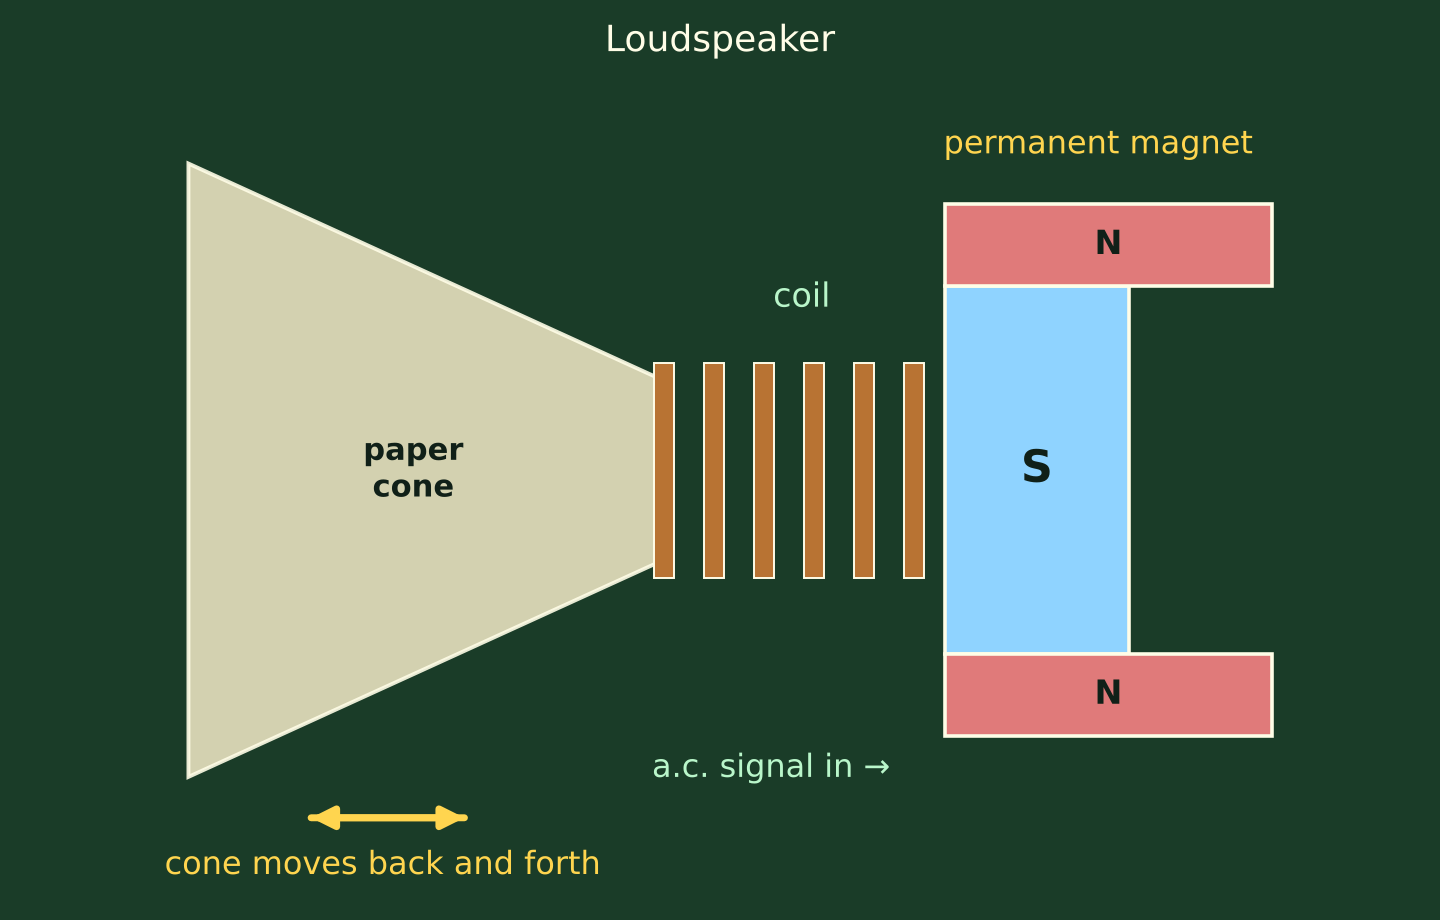 Loudspeaker
permanent magnet
N
coil
paper
cone
S
N
a.c. signal in →
cone moves back and forth